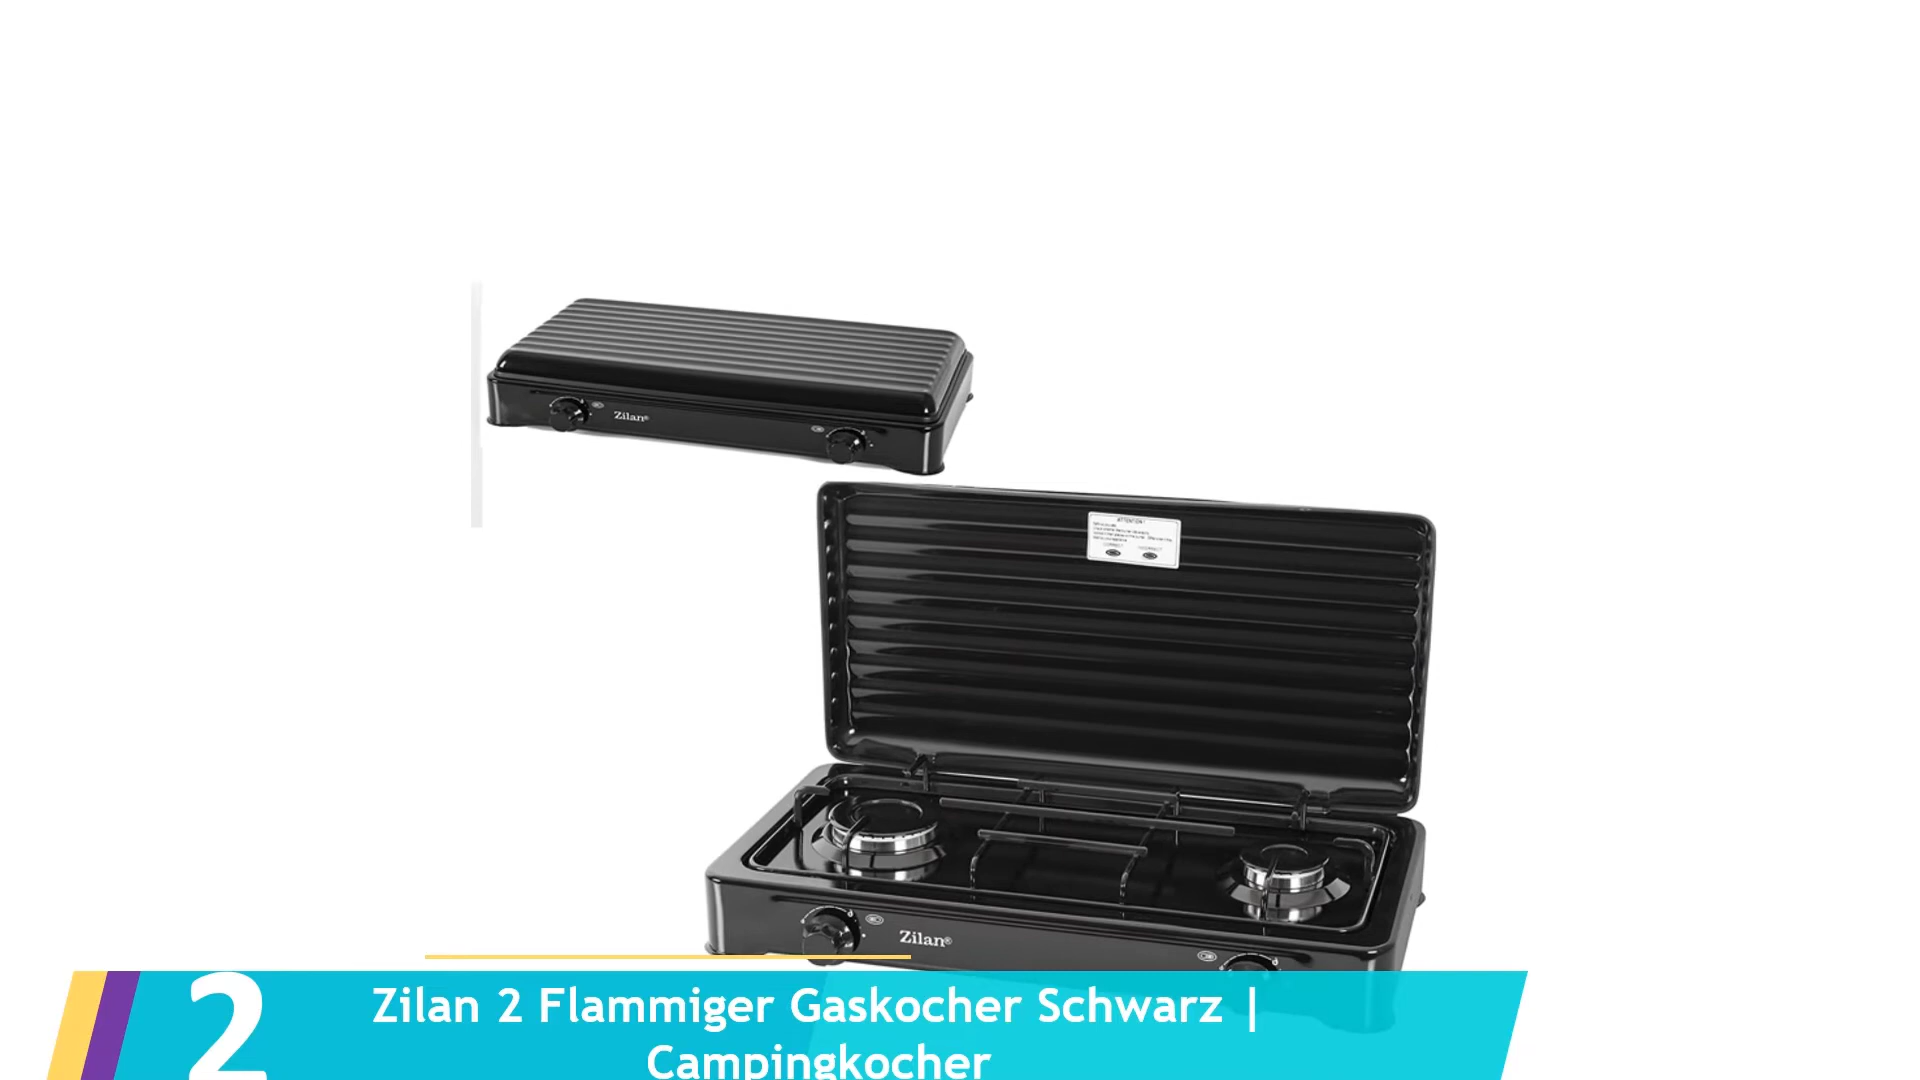 Zilan®
ATTENTION!
Zilan®
2
Zilan 2 Flammiger Gaskocher Schwarz |
Campingkocher